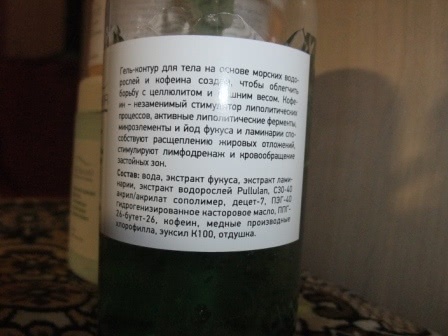 Гель-контур для тела на основе морских водо-
рослей и кофеина создан, чтобы облегчить
борьбу с целлюлитом и лишним весом. Кофе-
ин – незаменимый стимулятор липолитических
процессов, активные липолитические ферменты,
микроэлементы и йод фукуса и ламинарии спо-
собствуют расщеплению жировых отложений,
стимулируют лимфодренаж и кровообращение
застойных зон.
Состав: вода, экстракт фукуса, экстракт лами-
нарии, экстракт водорослей Pullulan, СЗ0-40
акрил/акрилат сополимер, децет-7, ПЭГ-40
гидрогенизированное касторовое масло, ППГ-
26-бутет-26, кофеин, медные производные
хлорофилла, эуксил К100, отдушка.